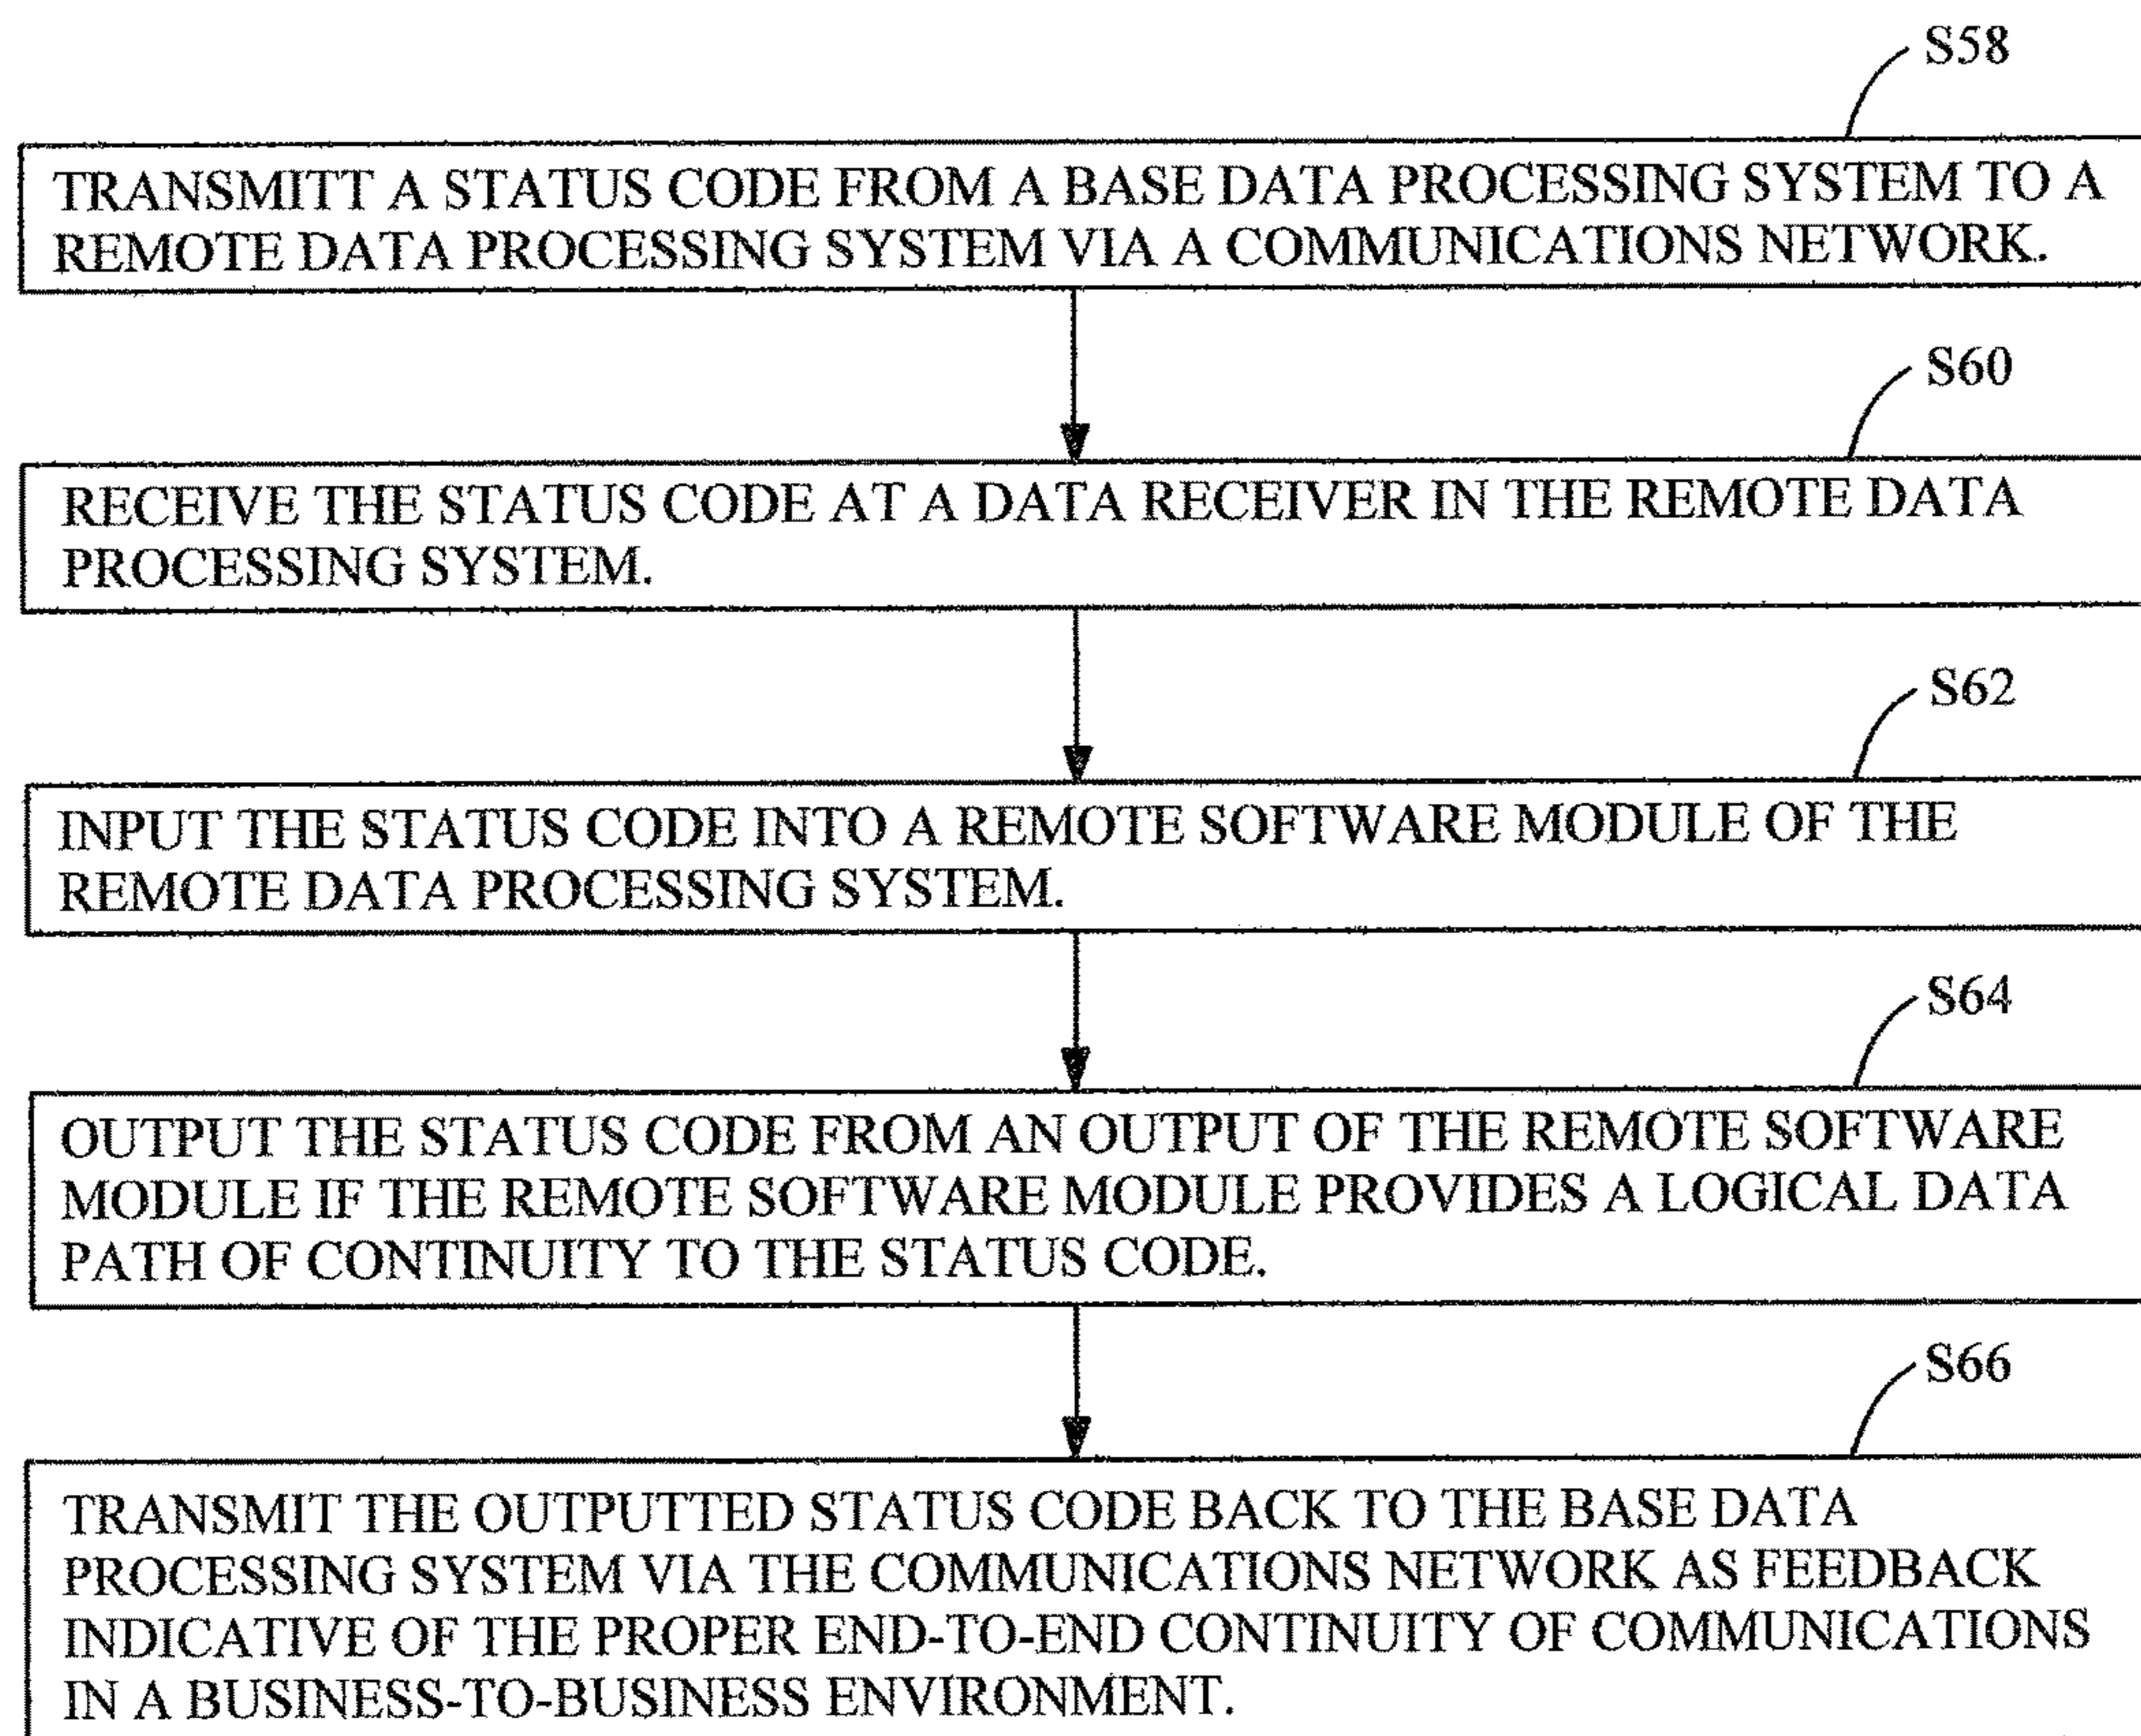 S58
TRANSMITT A STATUS CODE FROM A BASE DATA PROCESSING SYSTEM TO A
REMOTE DATA PROCESSING SYSTEM VIA A COMMUNICATIONS NETWORK.
S60
RECEIVE THE STATUS CODE AT A DATA RECEIVER IN THE REMOTE DATA
PROCESSING SYSTEM.
S62
INPUT THE STATUS CODE INTO A REMOTE SOFTWARE MODULE OF THE
REMOTE DATA PROCESSING SYSTEM.
S64
OUTPUT THE STATUS CODE FROM AN OUTPUT OF THE REMOTE SOFTWARE
MODULE IF THE REMOTE SOFTWARE MODULE PROVIDES A LOGICAL DATA
PATH OF CONTINUITY TO THE STATUS CODE.
S66
TRANSMIT THE OUTPUTTED STATUS CODE BACK TO THE BASE DATA
PROCESSING SYSTEM VIA THE COMMUNICATIONS NETWORK AS FEEDBACK
INDICATIVE OF THE PROPER END-TO-END CONTINUITY OF COMMUNICATIONS
IN A BUSINESS-TO-BUSINESS ENVIRONMENT.